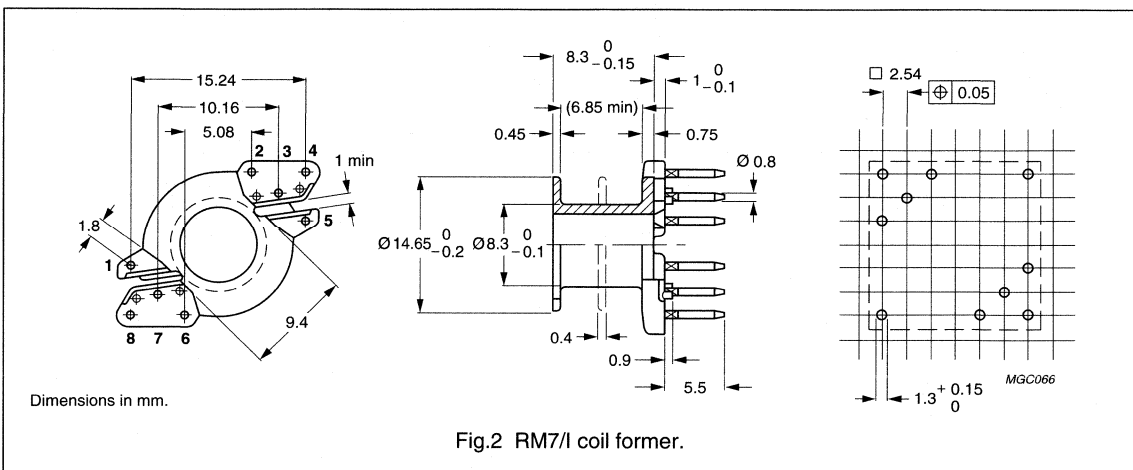 15.24
10.16
5.08
2 3 4
1 min
5
1.8
1
9.4
8 7 6
Dimensions in mm.
8.3 0 −0.15
1 0 −0.1
(6.85 min)
0.45
0.75
Ø 0.8
Ø 14.65 0 −0.2
Ø 8.3 0 −0.1
0.4
0.9
5.5
□ 2.54
⌖ 0.05
MGC066
1.3 +0.15 0
Fig.2 RM7/I coil former.